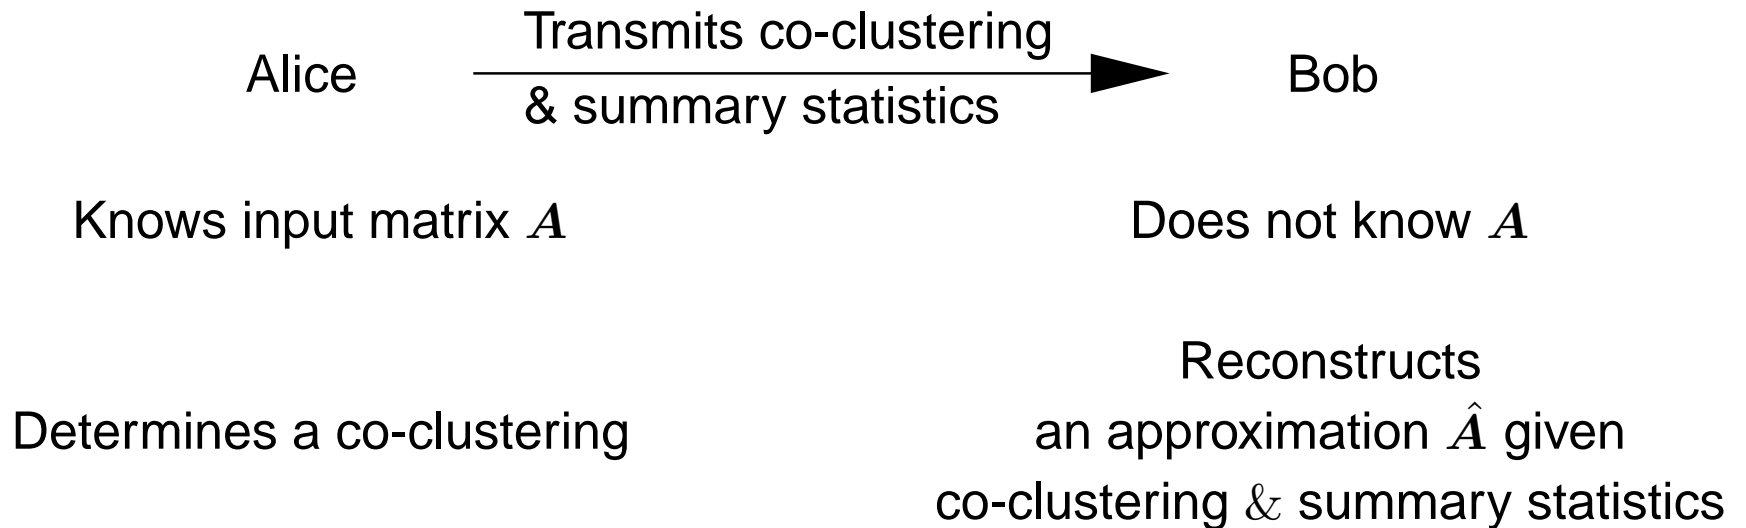 Transmits co-clustering
Alice
Bob
& summary statistics
Knows input matrix A
Does not know A
Reconstructs
Determines a co-clustering
an approximation Â given
co-clustering & summary statistics